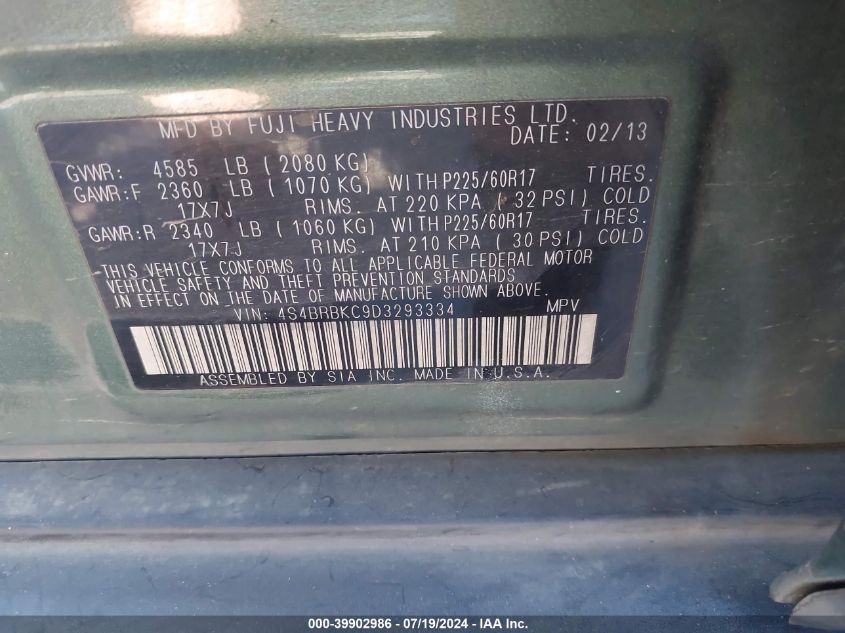 MFD BY FUJI HEAVY INDUSTRIES LTD.
DATE: 02/13
GVWR: 4585 LB ( 2080 KG)
GAWR:F 2360 LB ( 1070 KG) WITH P225/60R17 TIRES.
17X7J RIMS. AT 220 KPA ( 32 PSI) COLD
GAWR:R 2340 LB ( 1060 KG) WITH P225/60R17 TIRES.
17X7J RIMS. AT 210 KPA ( 30 PSI) COLD
THIS VEHICLE CONFORMS TO ALL APPLICABLE FEDERAL MOTOR
VEHICLE SAFETY AND THEFT PREVENTION STANDARDS
IN EFFECT ON THE DATE OF MANUFACTURE SHOWN ABOVE.
VIN: 4S4BRBKC9D3293334 MPV
ASSEMBLED BY SIA INC. MADE IN U.S.A.
000-39902986 - 07/19/2024 - IAA Inc.